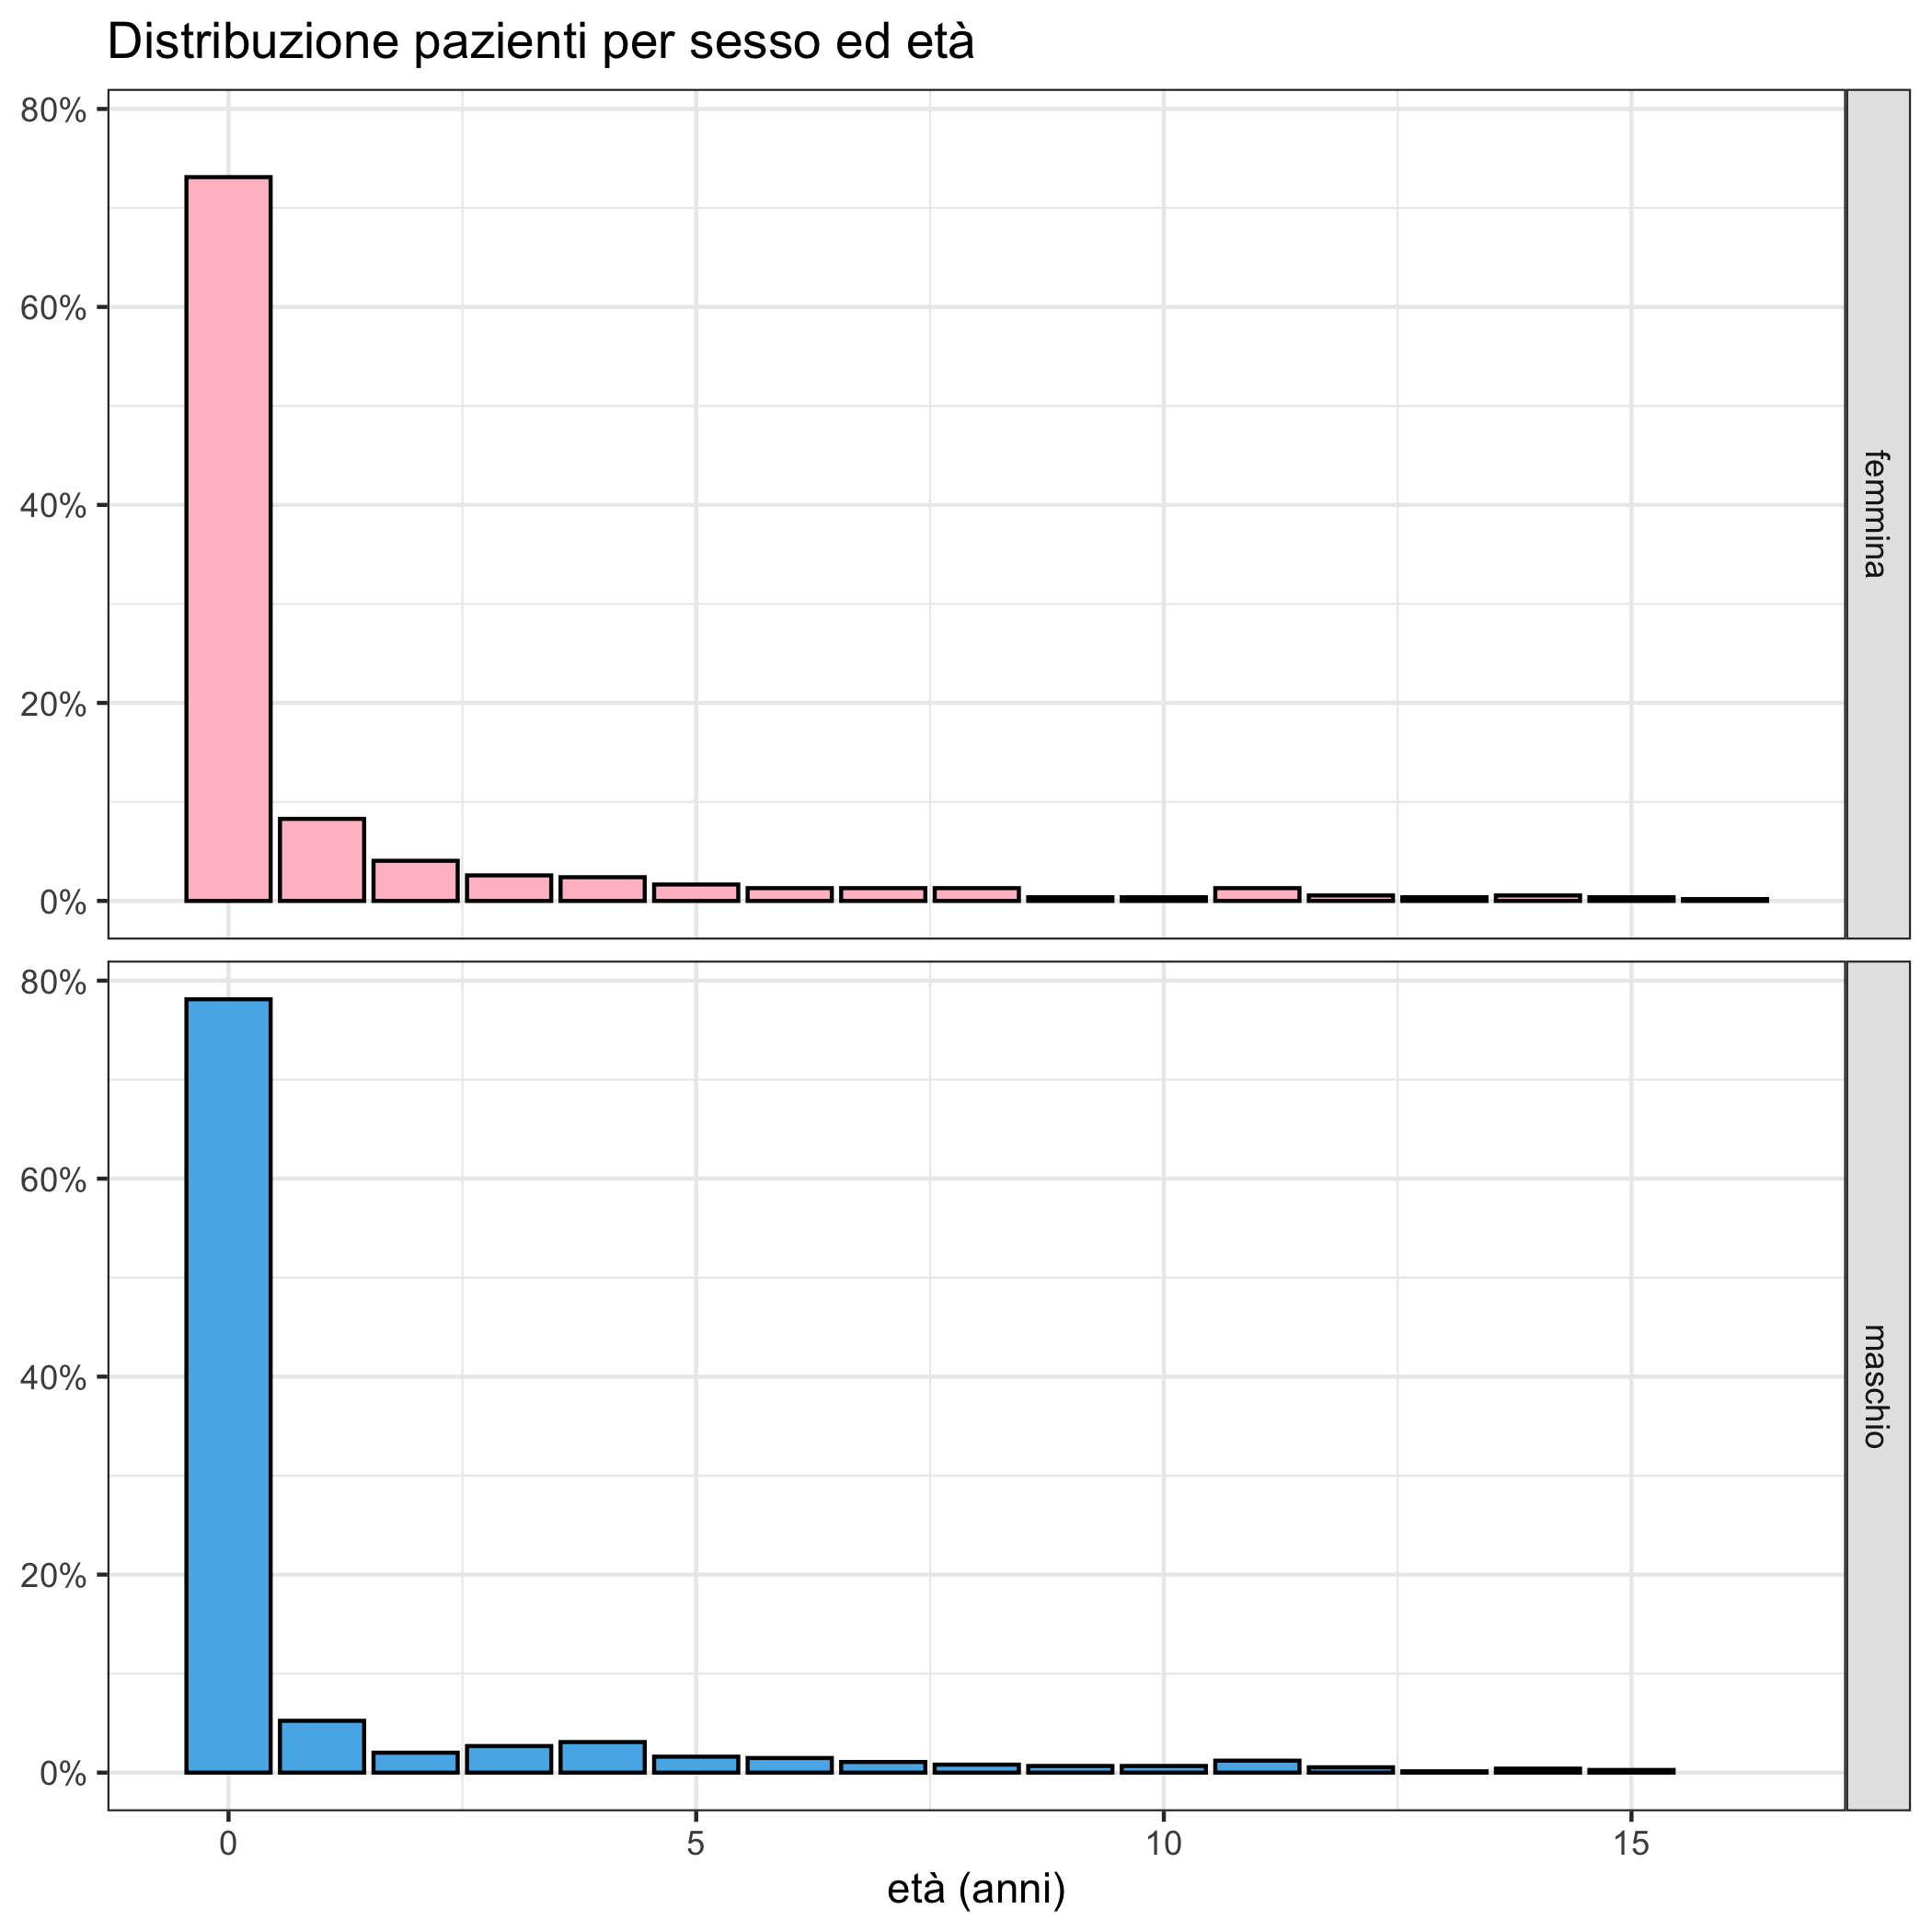 Distribuzione pazienti per sesso ed età
80%
60%
40%
20%
0%
femmina
80%
60%
40%
20%
0%
maschio
0 5 10 15
età (anni)